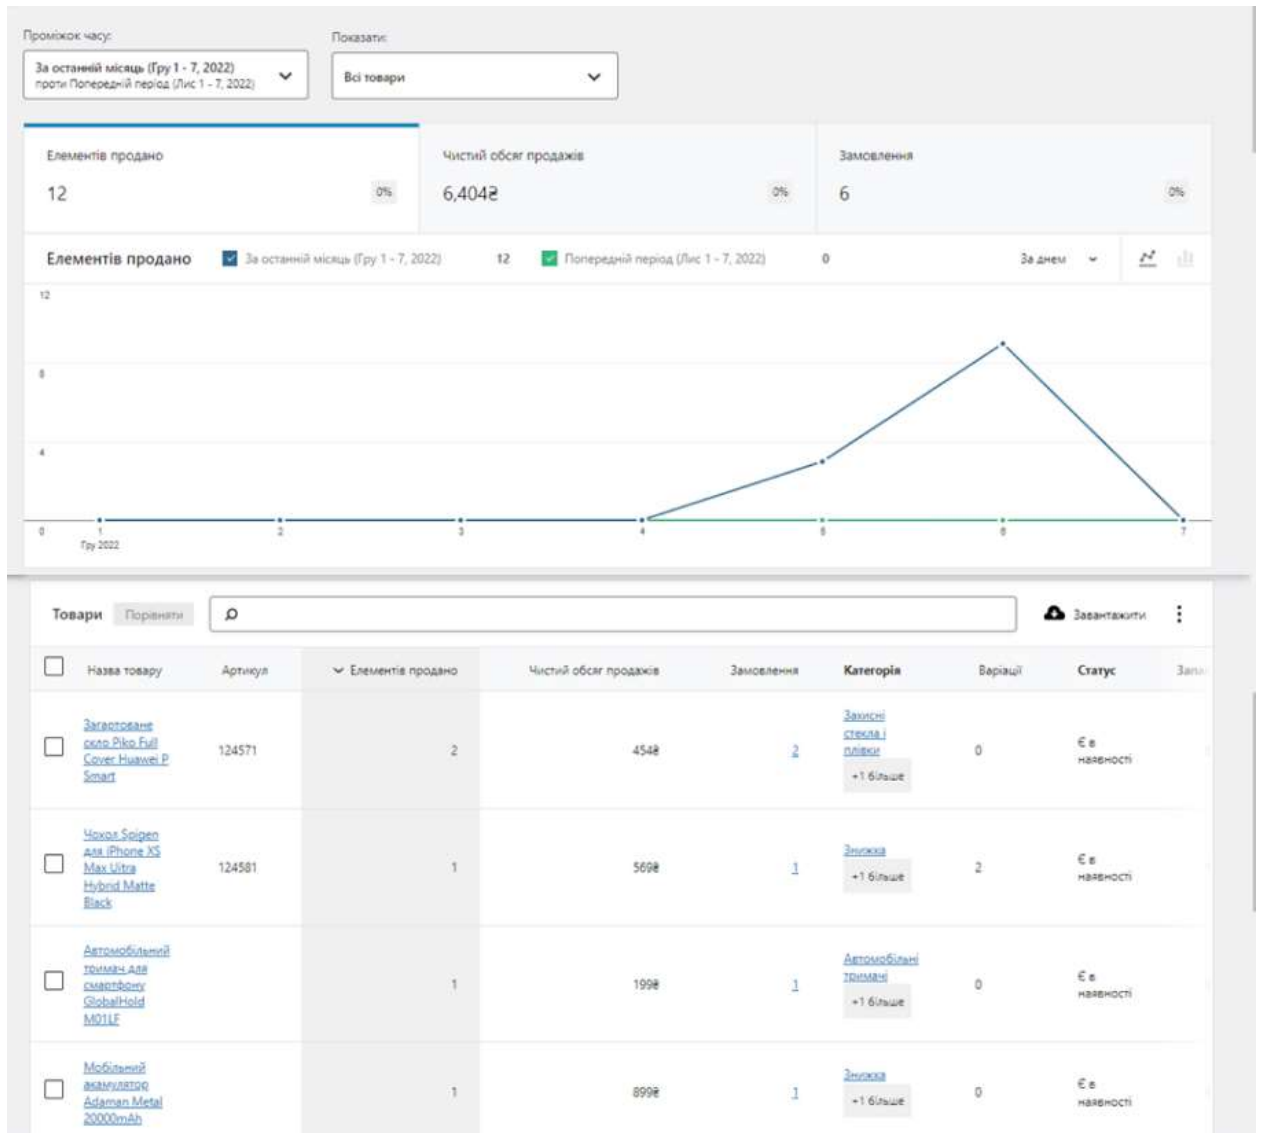 Проміжок часу:
Показати:
За останній місяць (Гру 1 - 7, 2022)
проти Попередній період (Лис 1 - 7, 2022)
Всі товари
Елементів продано
12
0%
Чистий обсяг продажів
6,404₴
0%
Замовлення
6
0%
Елементів продано
За останній місяць (Гру 1 - 7, 2022)
12
Попередній період (Лис 1 - 7, 2022)
0
За днем
12
8
4
0
1
2
3
4
5
6
7
Гру 2022
Товари
Порівняти
Завантажити
Назва товару
Артикул
Елементів продано
Чистий обсяг продажів
Замовлення
Категорія
Варіації
Статус
Загартоване
скло Piko Full
Cover Huawei P
Smart
124571
2
454₴
2
Захисні
стекла і
плівки
+1 більше
0
Є в
наявності
Чохол Spigen
для iPhone XS
Max Ultra
Hybrid Matte
Black
124581
1
569₴
1
Знижка
+1 більше
2
Є в
наявності
Автомобільний
тримач для
смартфону
GlobalHold
M01LF
1
199₴
1
Автомобільні
тримачі
+1 більше
0
Є в
наявності
Мобільний
акамулятор
Adaman Metal
20000mAh
1
899₴
1
Знижка
+1 більше
0
Є в
наявності